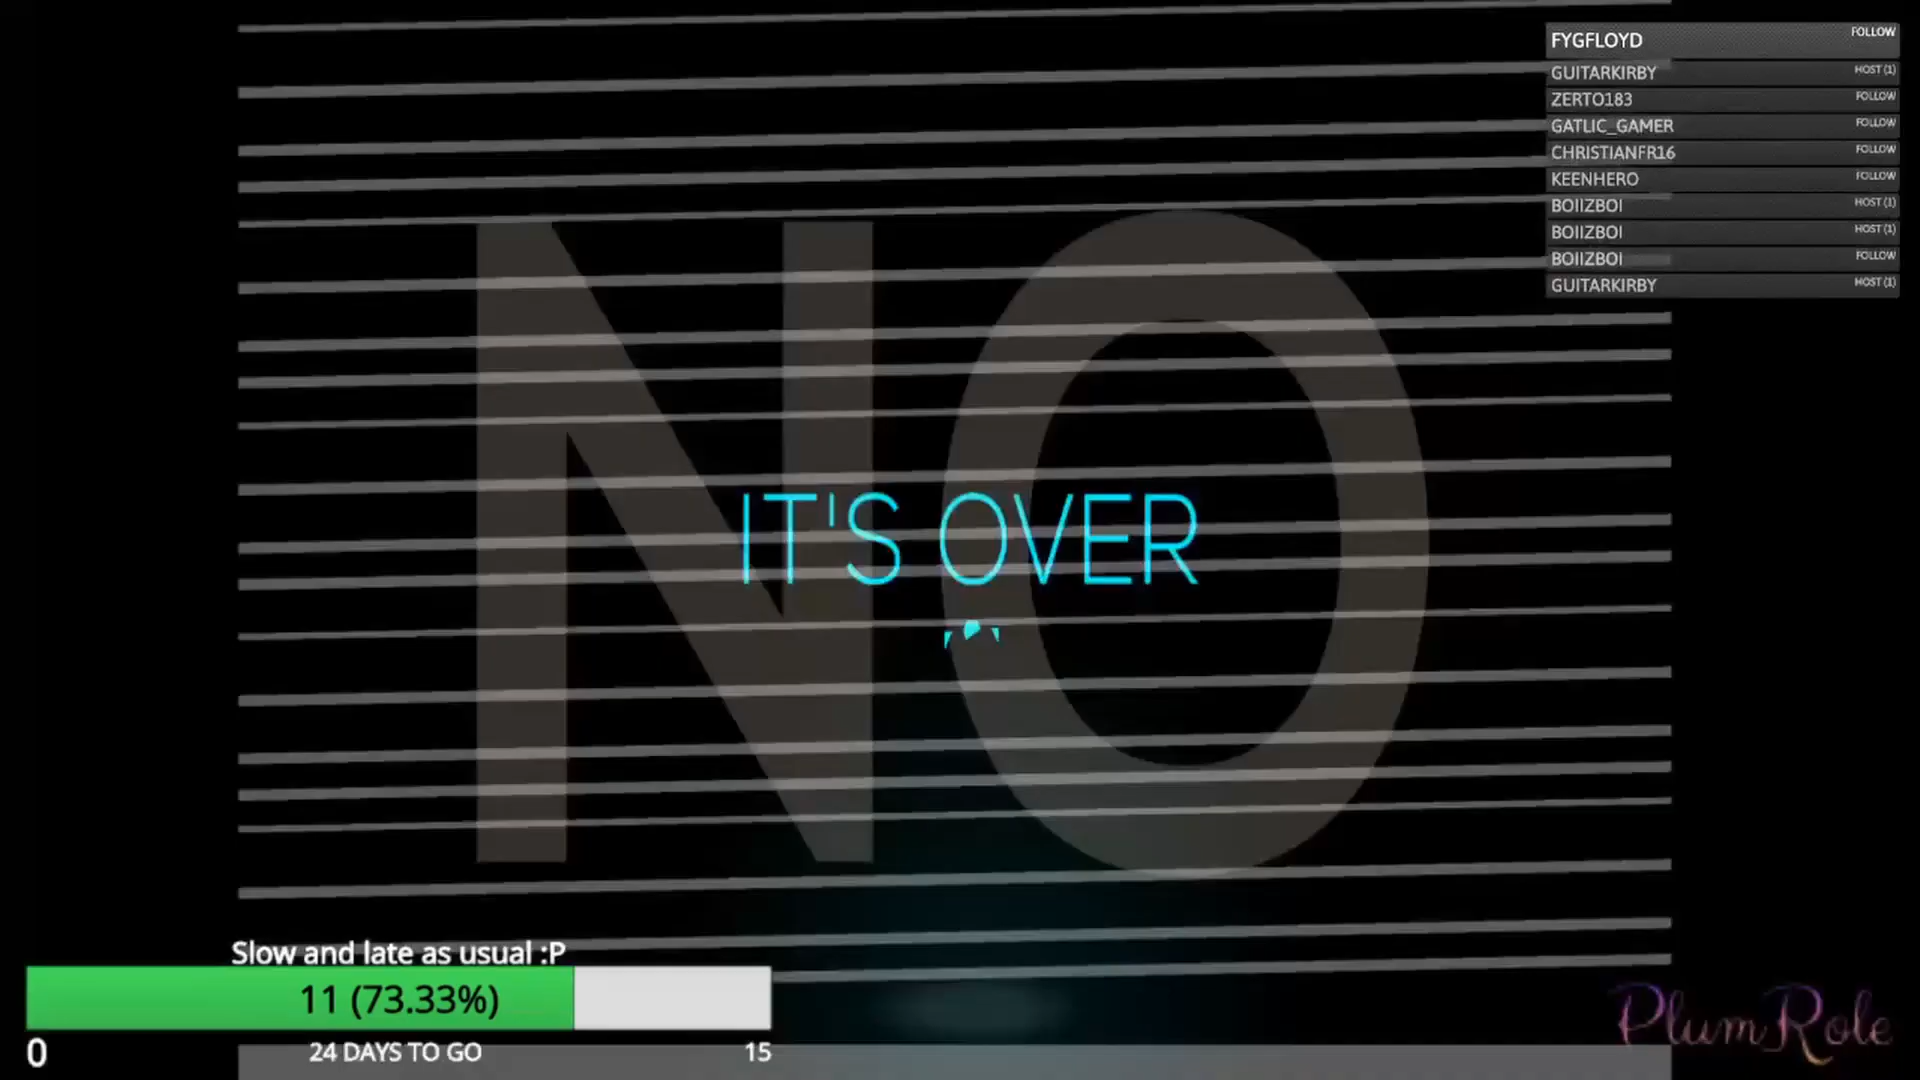 FYGFLOYD FOLLOW
GUITARKIRBY HOST (1)
ZERTO183 FOLLOW
GATLIC_GAMER FOLLOW
CHRISTIANFR16 FOLLOW
KEENHERO FOLLOW
BOIIZBOI HOST (1)
BOIIZBOI HOST (1)
BOIIZBOI FOLLOW
GUITARKIRBY HOST (1)
NO
IT'S OVER
Slow and late as usual :P
11 (73.33%)
0 24 DAYS TO GO 15
PlumRole